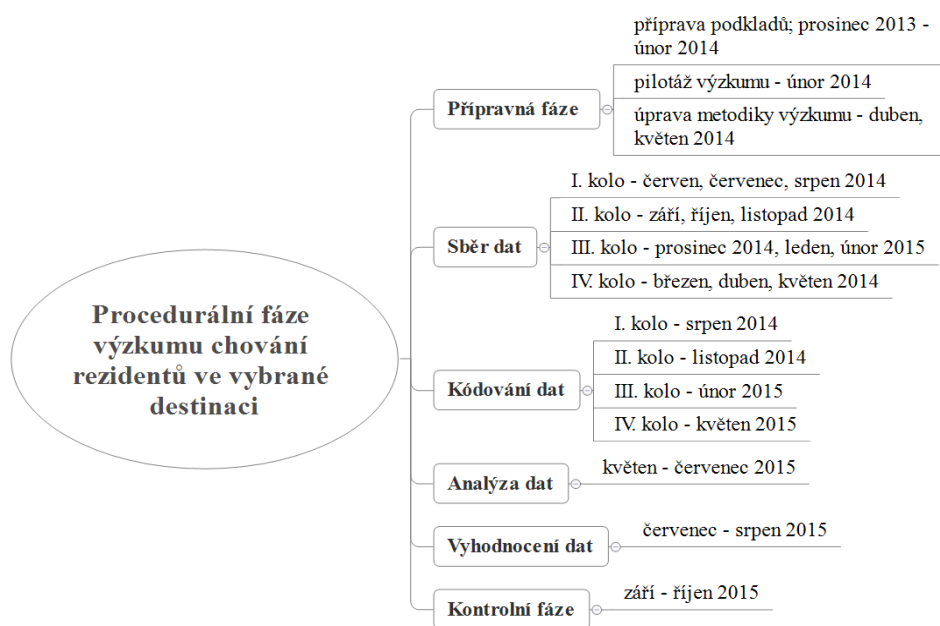 Procedurální fáze
výzkumu chování
rezidentů ve vybrané
destinaci
Přípravná fáze
příprava podkladů; prosinec 2013 -
únor 2014
pilotáž výzkumu - únor 2014
úprava metodiky výzkumu - duben,
květen 2014
Sběr dat
I. kolo - červen, červenec, srpen 2014
II. kolo - září, říjen, listopad 2014
III. kolo - prosinec 2014, leden, únor 2015
IV. kolo - březen, duben, květen 2014
Kódování dat
I. kolo - srpen 2014
II. kolo - listopad 2014
III. kolo - únor 2015
IV. kolo - květen 2015
Analýza dat
květen - červenec 2015
Vyhodnocení dat
červenec - srpen 2015
Kontrolní fáze
září - říjen 2015